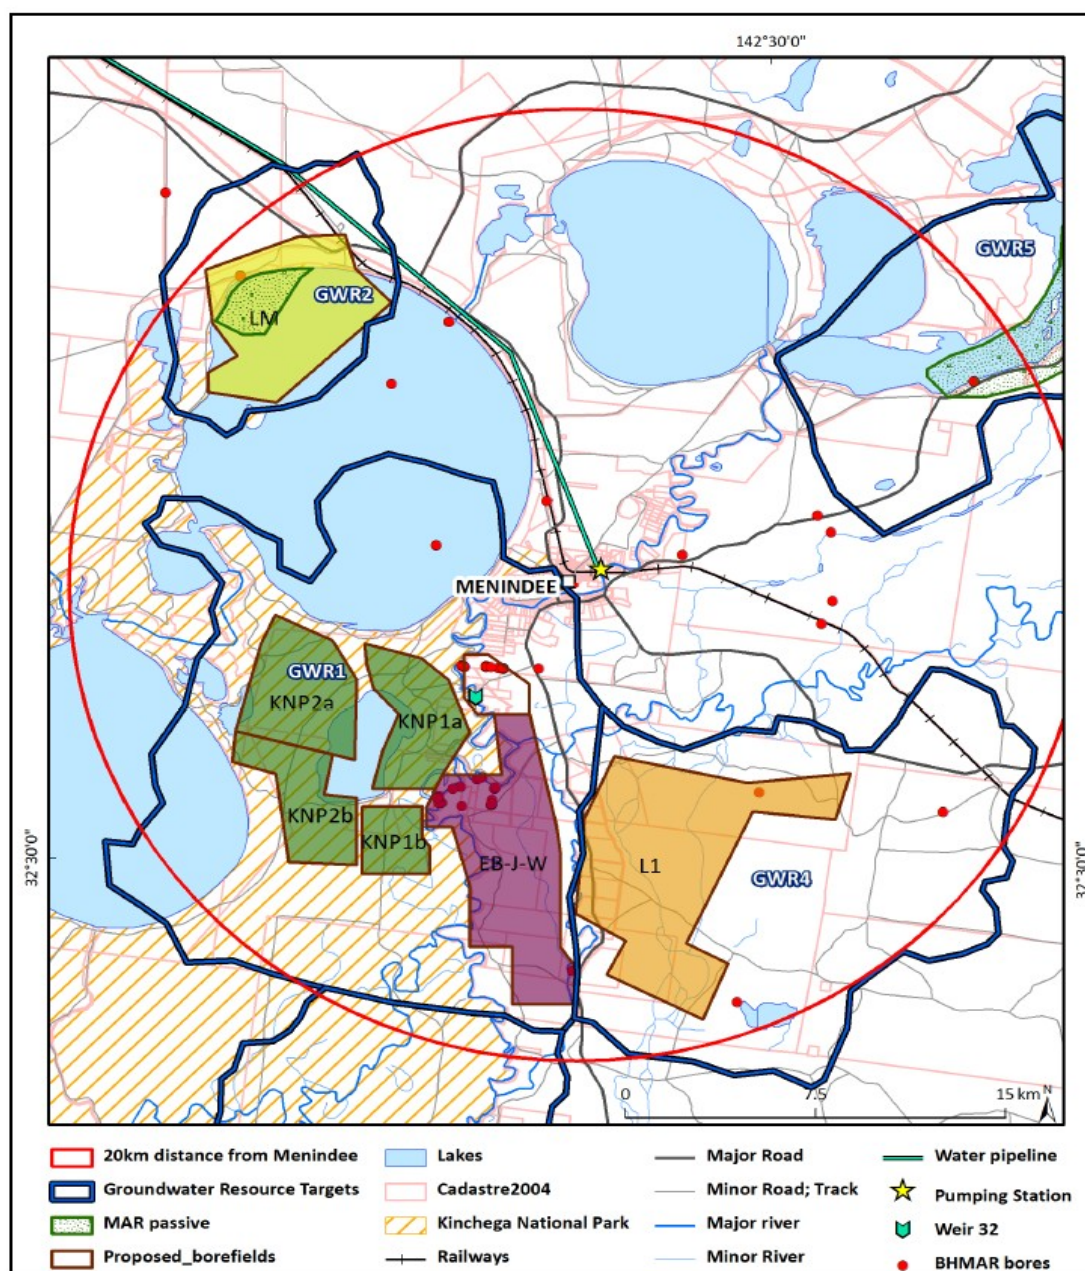 142°30'0"
GWR5
GWR2
LM
MENINDEE
GWR1
KNP2a
KNP1a
KNP2b
KNP1b
EB-J-W
L1
GWR4
32°30'0"
32°30'0"
0 7.5 15 km
N
20km distance from Menindee
Lakes
Major Road
Water pipeline
Groundwater Resource Targets
Cadastre2004
Minor Road; Track
Pumping Station
MAR passive
Kinchega National Park
Major river
Weir 32
Proposed_borefields
Railways
Minor River
BHMAR bores